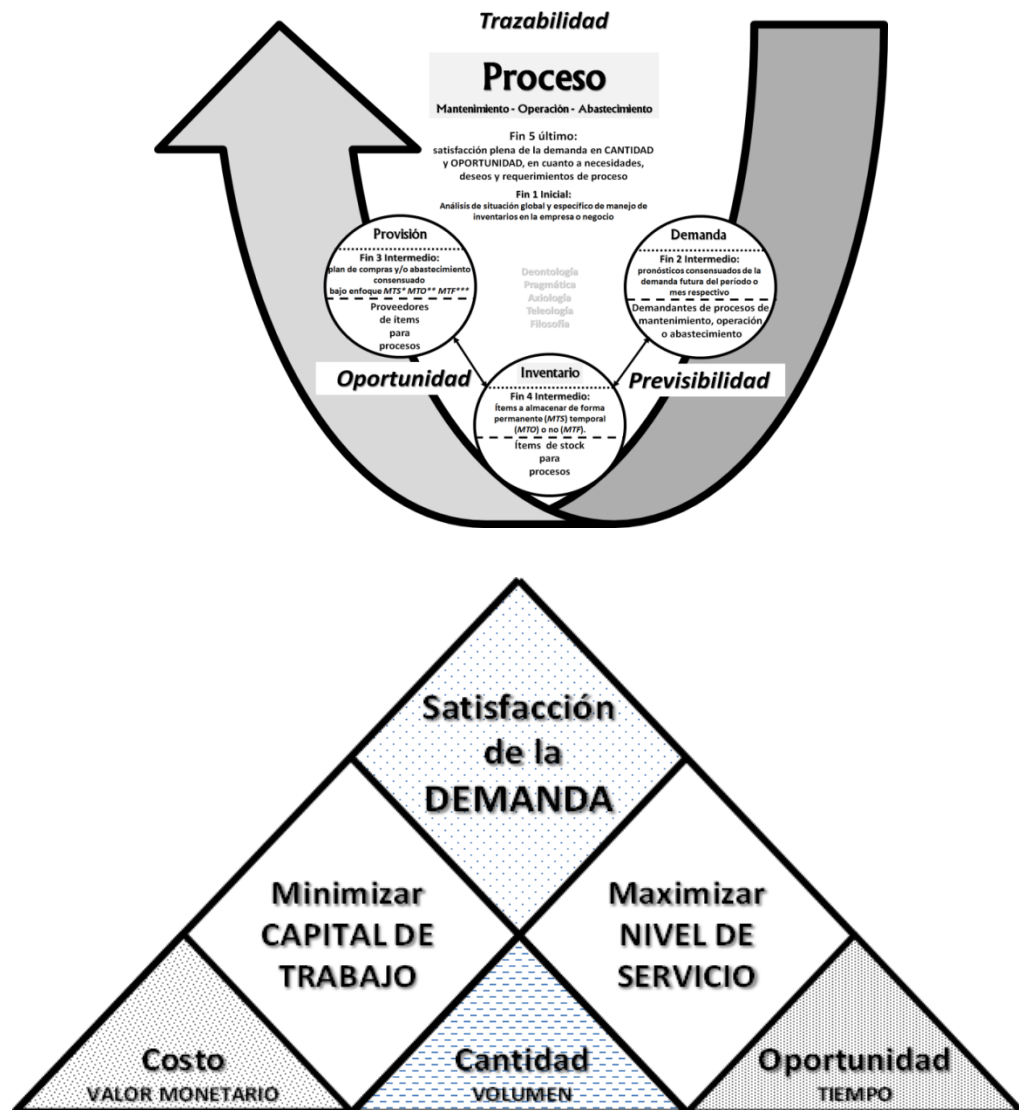 Trazabilidad
Proceso
Mantenimiento - Operación - Abastecimiento
Fin 5 último:
satisfacción plena de la demanda en CANTIDAD
y OPORTUNIDAD, en cuanto a necesidades,
deseos y requerimientos de proceso
Fin 1 Inicial:
Análisis de situación global y específico de manejo de
inventarios en la empresa o negocio
Provisión
Fin 3 Intermedio:
plan de compras y/o abastecimiento
consensuado
bajo enfoque MTS* MTO** MTF***
Proveedores
de ítems
para
procesos
Demanda
Fin 2 Intermedio:
pronósticos consensuados de la
demanda futura del período o
mes respectivo
Demandantes de procesos de
mantenimiento, operación
o abastecimiento
Deontología
Pragmática
Axiología
Teleología
Filosofía
Oportunidad
Previsibilidad
Inventario
Fin 4 Intermedio:
Ítems a almacenar de forma
permanente (MTS) temporal
(MTO) o no (MTF).
Ítems de stock
para
procesos
Satisfacción
de la
DEMANDA
Minimizar
CAPITAL DE
TRABAJO
Maximizar
NIVEL DE
SERVICIO
Costo
VALOR MONETARIO
Cantidad
VOLUMEN
Oportunidad
TIEMPO